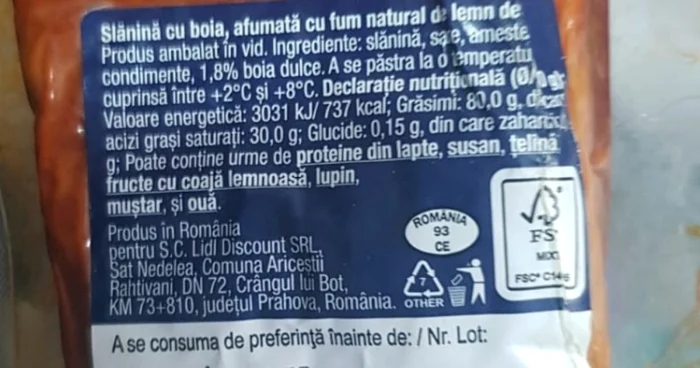 Slănină cu boia, afumată cu fum natural de lemn de
Produs ambalat în vid. Ingrediente: slănină, sare, ameste
condimente, 1,8% boia dulce. A se păstra la o temperatu
cuprinsă între +2°C și +8°C. Declarație nutrițională
Valoare energetică: 3031 kJ/ 737 kcal; Grăsimi: 80,0 g,
acizi grași saturați: 30,0 g; Glucide: 0,15 g, din care
g; Poate conține urme de proteine din lapte, susan, țelină
fructe cu coajă lemnoasă, lupin,
muștar, și ouă.
Produs în România
pentru S.C. Lidl Discount SRL,
Sat Nedelea, Comuna Ariceștii
Rahtivani, DN 72, Crângul lui Bot,
KM 73+810, județul Prahova, România.
ROMÂNIA
93
CE
7
OTHER
FS
MIX
FSC®
A se consuma de preferință înainte de: / Nr. Lot: